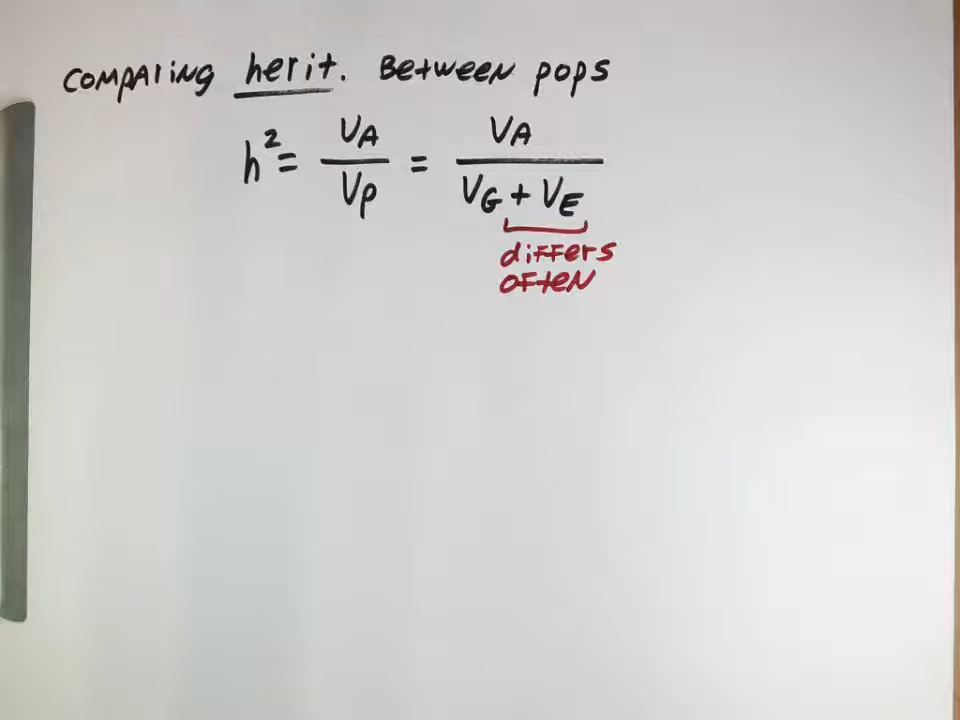 Comparing herit. Between pops
h² = VA / VP = VA / VG + VE
differs
often